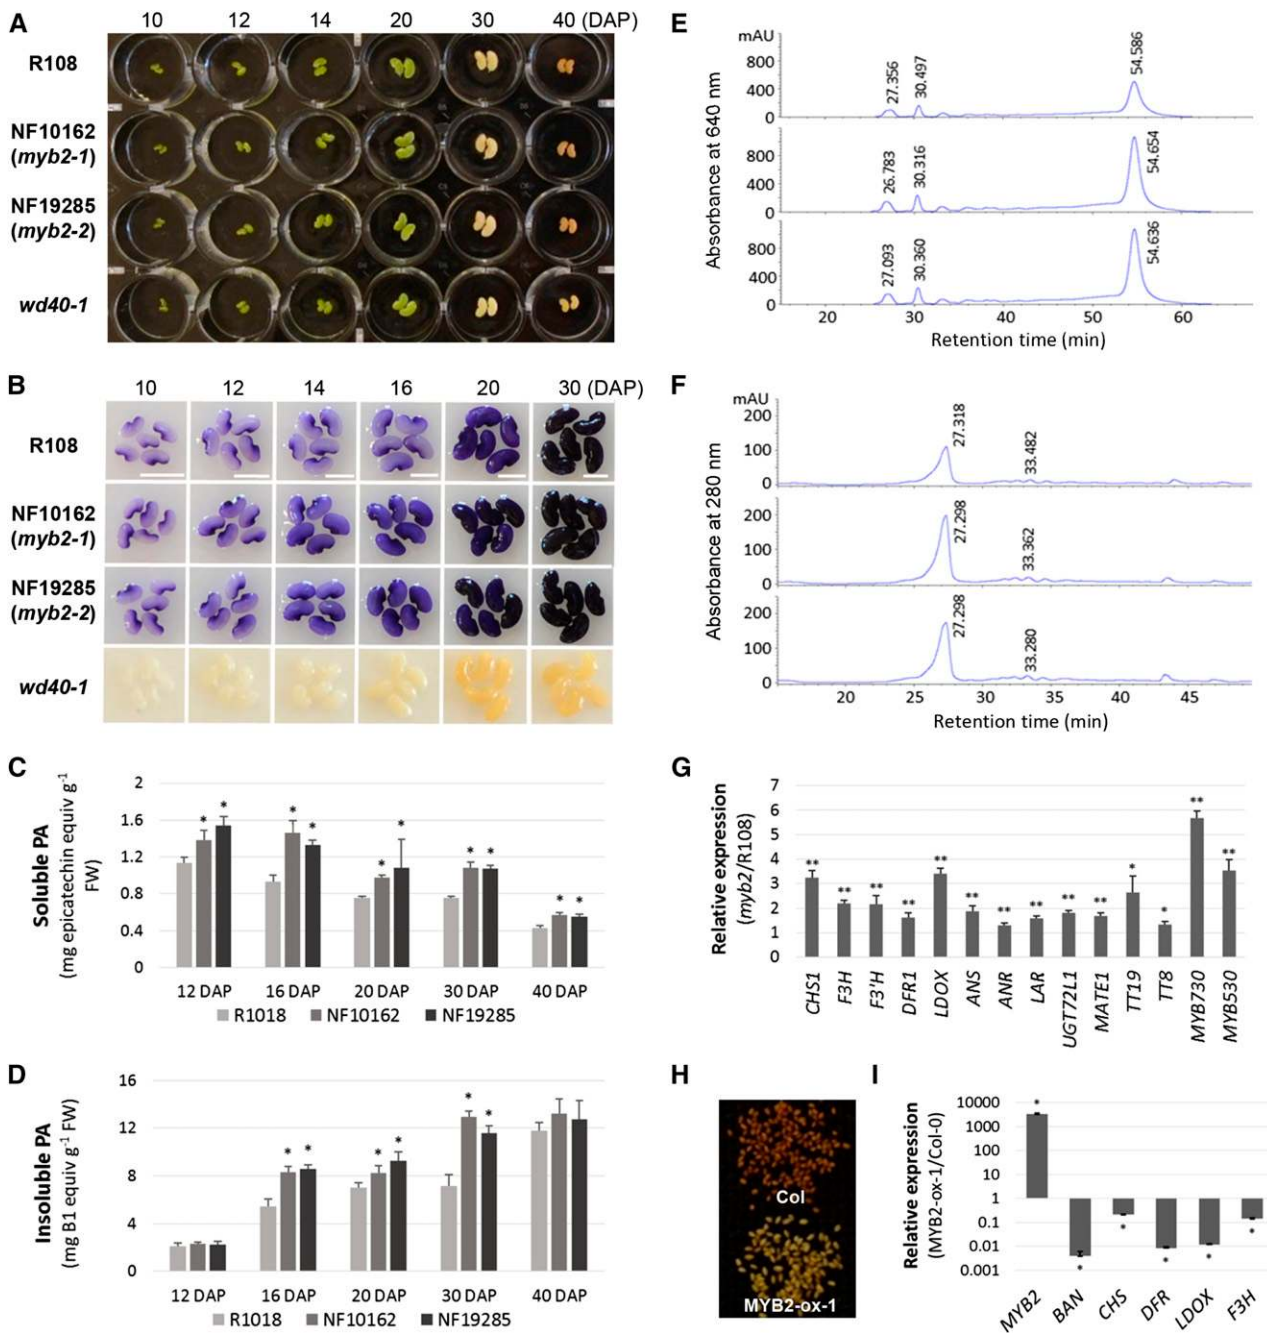 A
10 12 14 20 30 40 (DAP)
R108
NF10162
(myb2-1)
NF19285
(myb2-2)
wd40-1
B
10 12 14 16 20 30 (DAP)
R108
NF10162
(myb2-1)
NF19285
(myb2-2)
wd40-1
C
Soluble PA
(mg epicatechin equiv g⁻¹
FW)
2
1.6
1.2
0.8
0.4
0
12 DAP 16 DAP 20 DAP 30 DAP 40 DAP
R1018 NF10162 NF19285
* * * * * * * * * *
D
Insoluble PA
(mg B1 equiv g⁻¹ FW)
16
12
8
4
0
12 DAP 16 DAP 20 DAP 30 DAP 40 DAP
R1018 NF10162 NF19285
* * * * * *
E
mAU
Absorbance at 640 nm
800
400
0
27.356 30.497 54.586
800
400
0
26.783 30.316 54.654
800
400
0
27.093 30.360 54.636
20 30 40 50 60
Retention time (min)
F
mAU
Absorbance at 280 nm
200
100
0
27.318 33.482
200
100
0
27.298 33.362
200
100
0
27.298 33.280
20 25 30 35 40 45
Retention time (min)
G
Relative expression
(myb2/R108)
7
6
5
4
3
2
1
0
** ** ** ** ** ** ** ** ** ** * * ** **
CHS1 F3H F3'H DFR1 LDOX ANS ANR LAR UGT72L1 MATE1 TT19 TT8 MYB730 MYB530
H
Col
MYB2-ox-1
I
Relative expression
(MYB2-ox-1/Col-0)
10000
1000
100
10
1
0.1
0.01
0.001
* * * * * *
MYB2 BAN CHS DFR LDOX F3H